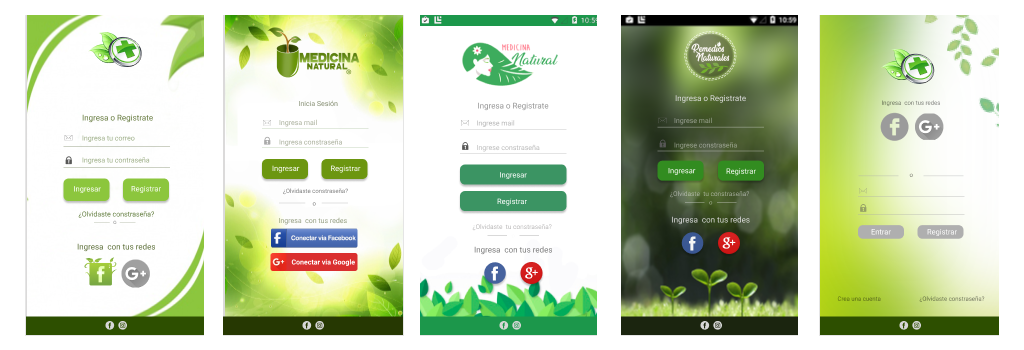 Ingresa o Registrate
Ingresa tu correo
Ingresa tu contraseña
Ingresar
Registrar
¿Olvidaste constraseña?
o
Ingresa con tus redes
f
G+
MEDICINA
NATURAL
Inicia Sesión
Ingresa mail
Ingresa constraseña
Ingresar
Registrar
¿Olvidaste constraseña?
o
Ingresa con tus redes
f Conectar via Facebook
G+ Conectar via Google
10:59
MEDICINA
Natural
Ingresa o Registrate
Ingrese mail
Ingrese constraseña
Ingresar
Registrar
¿Olvidaste tu constraseña?
o
Ingresa con tus redes
f
g+
10:59
Remedios
Naturales
Ingresa o Registrate
Ingrese mail
Ingrese constraseña
Ingresar
Registrar
¿Olvidaste tu constraseña?
o
Ingresa con tus redes
f
g+
Ingresa con tus redes
f
G+
o
Entrar
Registrar
Crea una cuenta
¿Olvidaste constraseña?